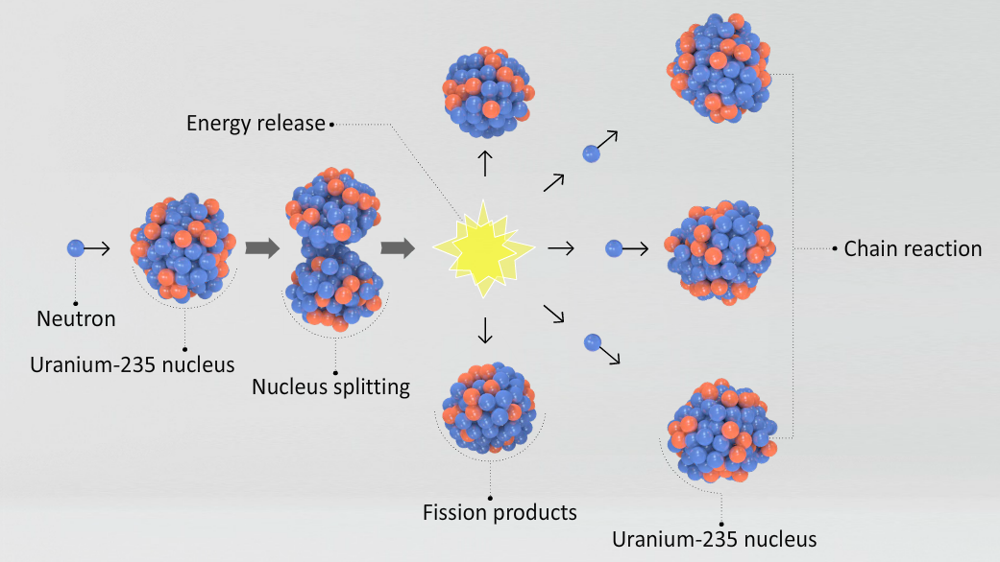 Energy release
Neutron
Uranium-235 nucleus
Nucleus splitting
Chain reaction
Fission products
Uranium-235 nucleus